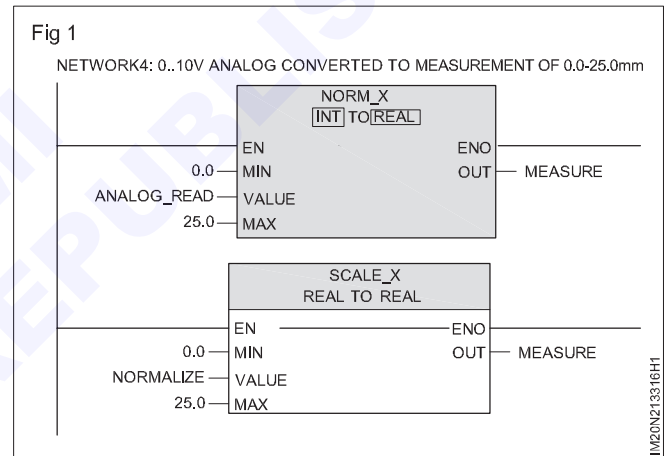 Fig 1
NETWORK4: 0..10V ANALOG CONVERTED TO MEASUREMENT OF 0.0-25.0mm
NORM_X
INT TO REAL
EN ENO
0.0 MIN OUT MEASURE
ANALOG_READ VALUE
25.0 MAX
SCALE_X
REAL TO REAL
EN ENO
0.0 MIN OUT MEASURE
NORMALIZE VALUE
25.0 MAX
IM20N213316H1